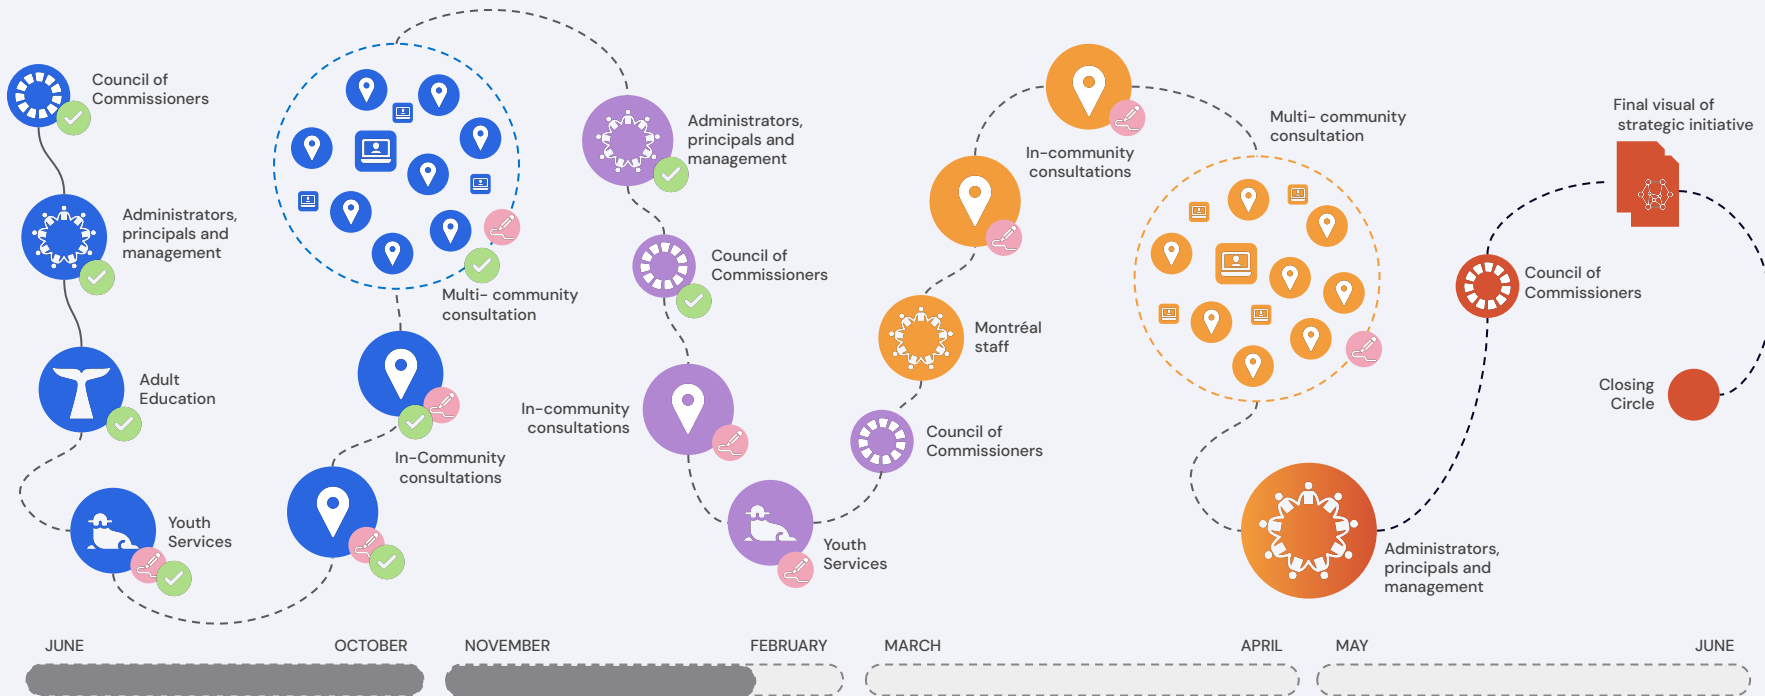 Council of
Commissioners
Administrators,
principals and
management
Adult
Education
Youth
Services
In-Community
consultations
Multi- community
consultation
Administrators,
principals and
management
Council of
Commissioners
In-community
consultations
Youth
Services
Council of
Commissioners
Montréal
staff
In-community
consultations
Multi- community
consultation
Administrators,
principals and
management
Council of
Commissioners
Final visual of
strategic initiative
Closing
Circle
JUNE
OCTOBER
NOVEMBER
FEBRUARY
MARCH
APRIL
MAY
JUNE